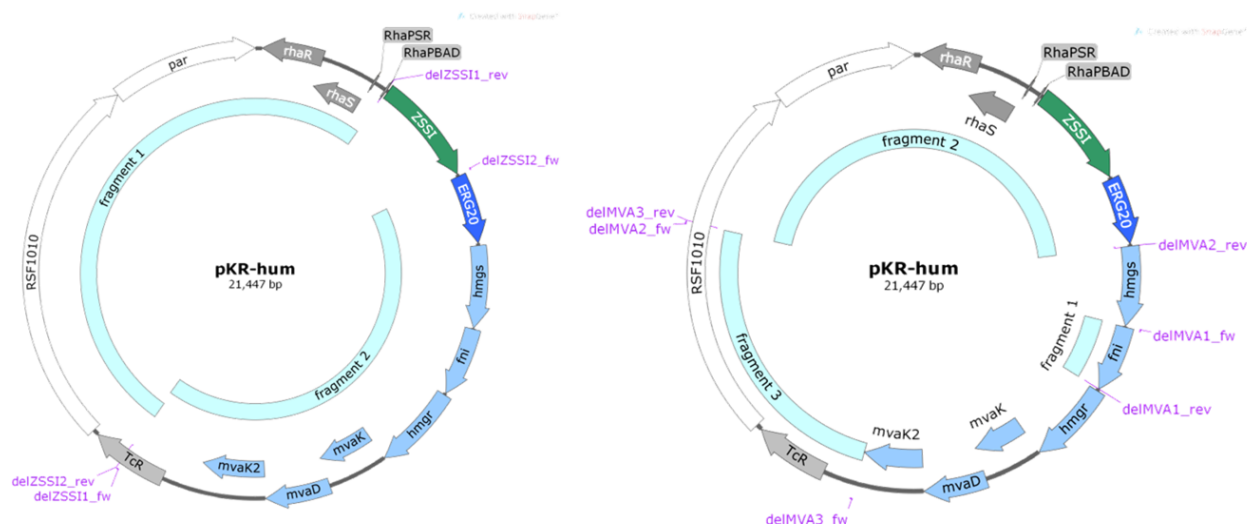 Created with SnapGene®
RhaPSR
RhaPBAD
rhaR
delZSSI1_rev
par
rhaS
ZSSI
fragment 1
delZSSI2_fw
ERG20
RSF1010
pKR-hum
21,447 bp
hmgs
fni
fragment 2
hmgr
mvaK
mvaK2
TcR
delZSSI2_rev
delZSSI1_fw
mvaD
Created with SnapGene®
RhaPSR
rhaR
RhaPBAD
par
rhaS
ZSSI
fragment 2
delMVA3_rev
delMVA2_fw
ERG20
RSF1010
delMVA2_rev
pKR-hum
21,447 bp
hmgs
fragment 1
delMVA1_fw
fni
fragment 3
delMVA1_rev
hmgr
mvaK
mvaK2
TcR
mvaD
delMVA3_fw